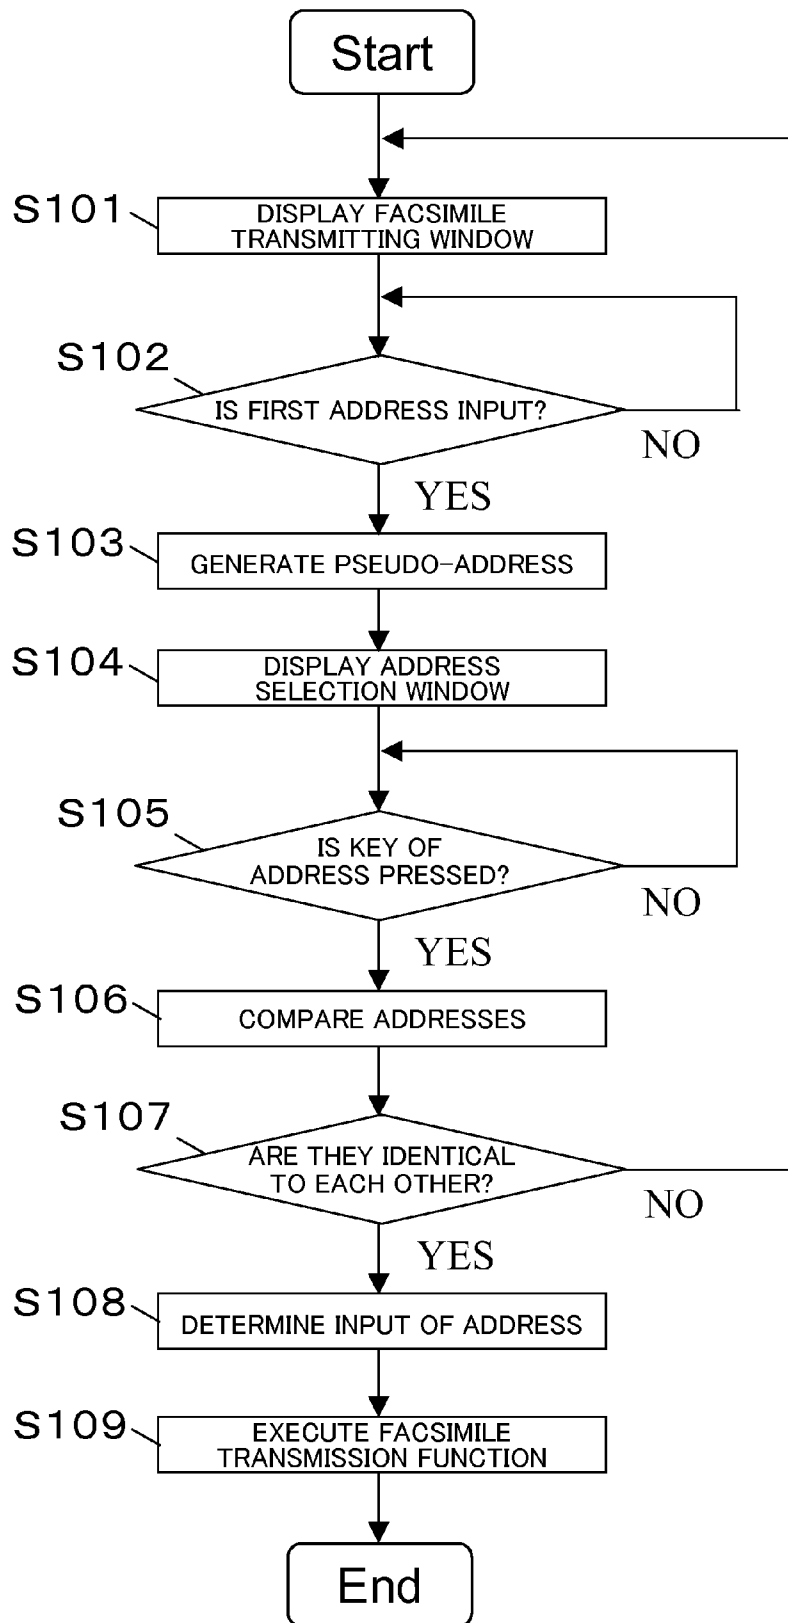 Start
S101
DISPLAY FACSIMILE
TRANSMITTING WINDOW
S102
IS FIRST ADDRESS INPUT?
NO
YES
S103
GENERATE PSEUDO-ADDRESS
S104
DISPLAY ADDRESS
SELECTION WINDOW
S105
IS KEY OF
ADDRESS PRESSED?
NO
YES
S106
COMPARE ADDRESSES
S107
ARE THEY IDENTICAL
TO EACH OTHER?
NO
YES
S108
DETERMINE INPUT OF ADDRESS
S109
EXECUTE FACSIMILE
TRANSMISSION FUNCTION
End